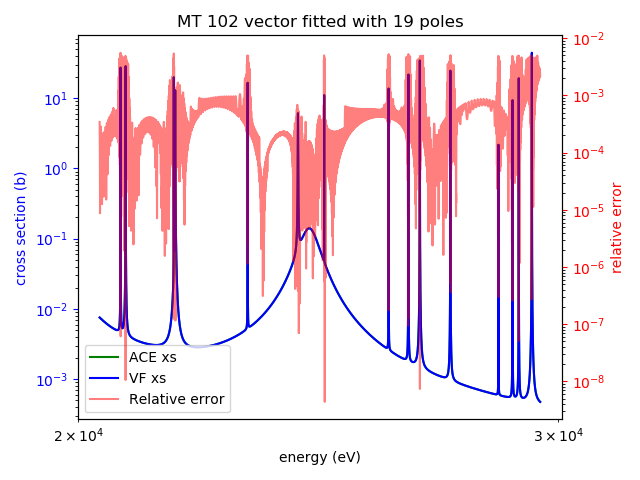 MT 102 vector fitted with 19 poles
cross section (b)
10¹
10⁰
10⁻¹
10⁻²
10⁻³
10⁻²
10⁻³
10⁻⁴
10⁻⁵
10⁻⁶
10⁻⁷
10⁻⁸
relative error
ACE xs
VF xs
Relative error
2 × 10⁴
3 × 10⁴
energy (eV)